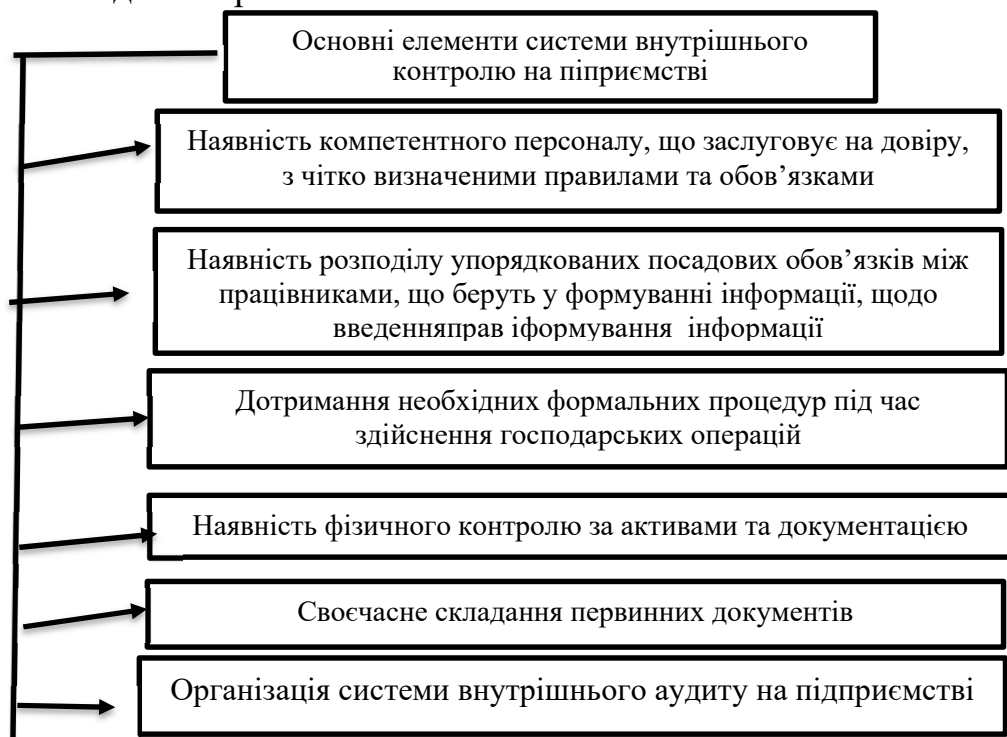 Основні елементи системи внутрішнього
контролю на піприємстві
Наявність компетентного персоналу, що заслуговує на довіру,
з чітко визначеними правилами та обов’язками
Наявність розподілу упорядкованих посадових обов’язків між
працівниками, що беруть у формуванні інформації, щодо
введенняправ іформування інформації
Дотримання необхідних формальних процедур під час
здійснення господарських операцій
Наявність фізичного контролю за активами та документацією
Своєчасне складання первинних документів
Організація системи внутрішнього аудиту на підприємстві